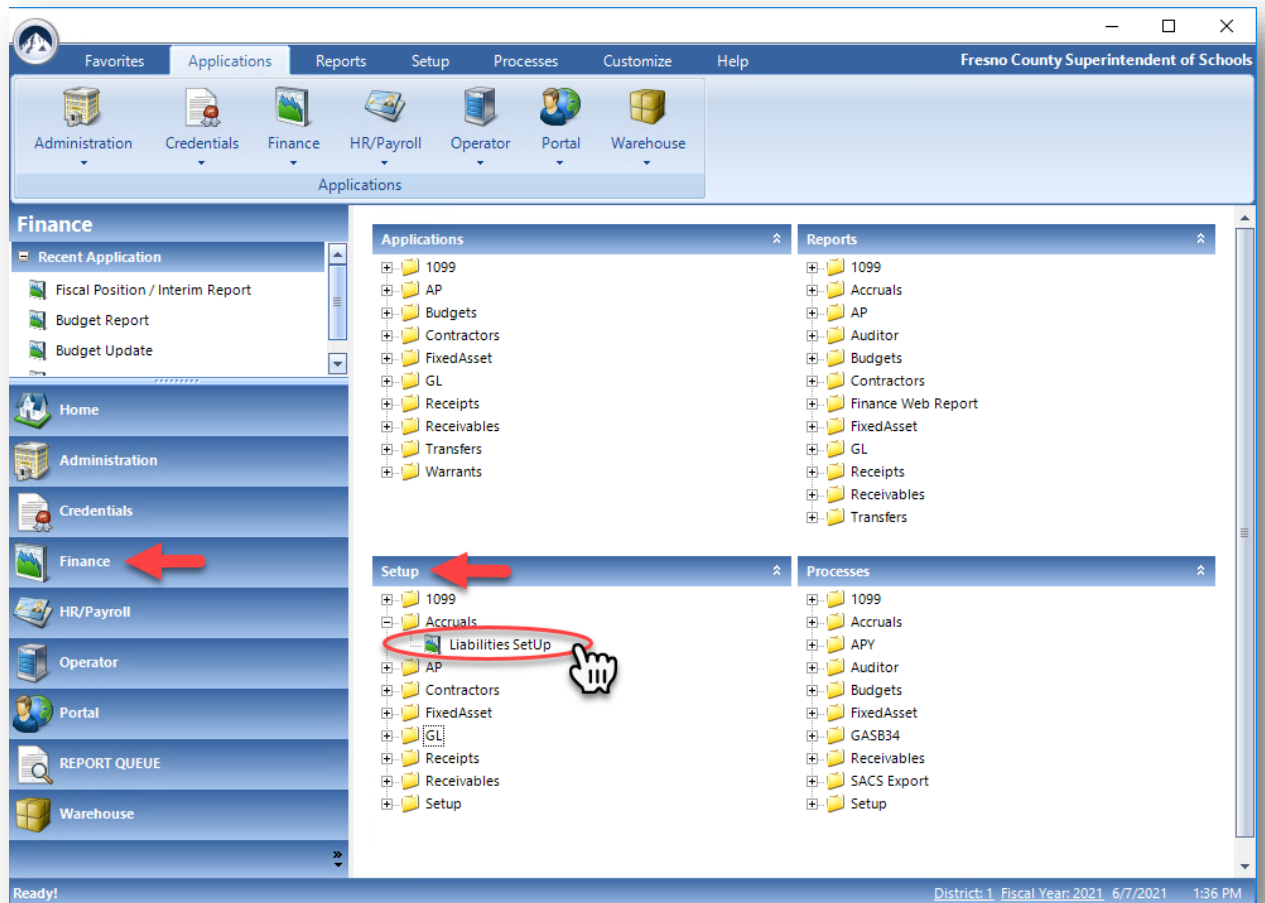 Favorites Applications Reports Setup Processes Customize Help Fresno County Superintendent of Schools
Administration Credentials Finance HR/Payroll Operator Portal Warehouse
Applications
Finance
Recent Application
Fiscal Position / Interim Report
Budget Report
Budget Update
Home
Administration
Credentials
Finance
HR/Payroll
Operator
Portal
REPORT QUEUE
Warehouse
Applications
1099
AP
Budgets
Contractors
FixedAsset
GL
Receipts
Receivables
Transfers
Warrants
Reports
1099
Accruals
AP
Auditor
Budgets
Contractors
Finance Web Report
FixedAsset
GL
Receipts
Receivables
Transfers
Setup
1099
Accruals
Liabilities SetUp
AP
Contractors
FixedAsset
GL
Receipts
Receivables
Setup
Processes
1099
Accruals
APY
Auditor
Budgets
FixedAsset
GASB34
Receivables
SACS Export
Setup
Ready! District: 1 Fiscal Year: 2021 6/7/2021 1:36 PM